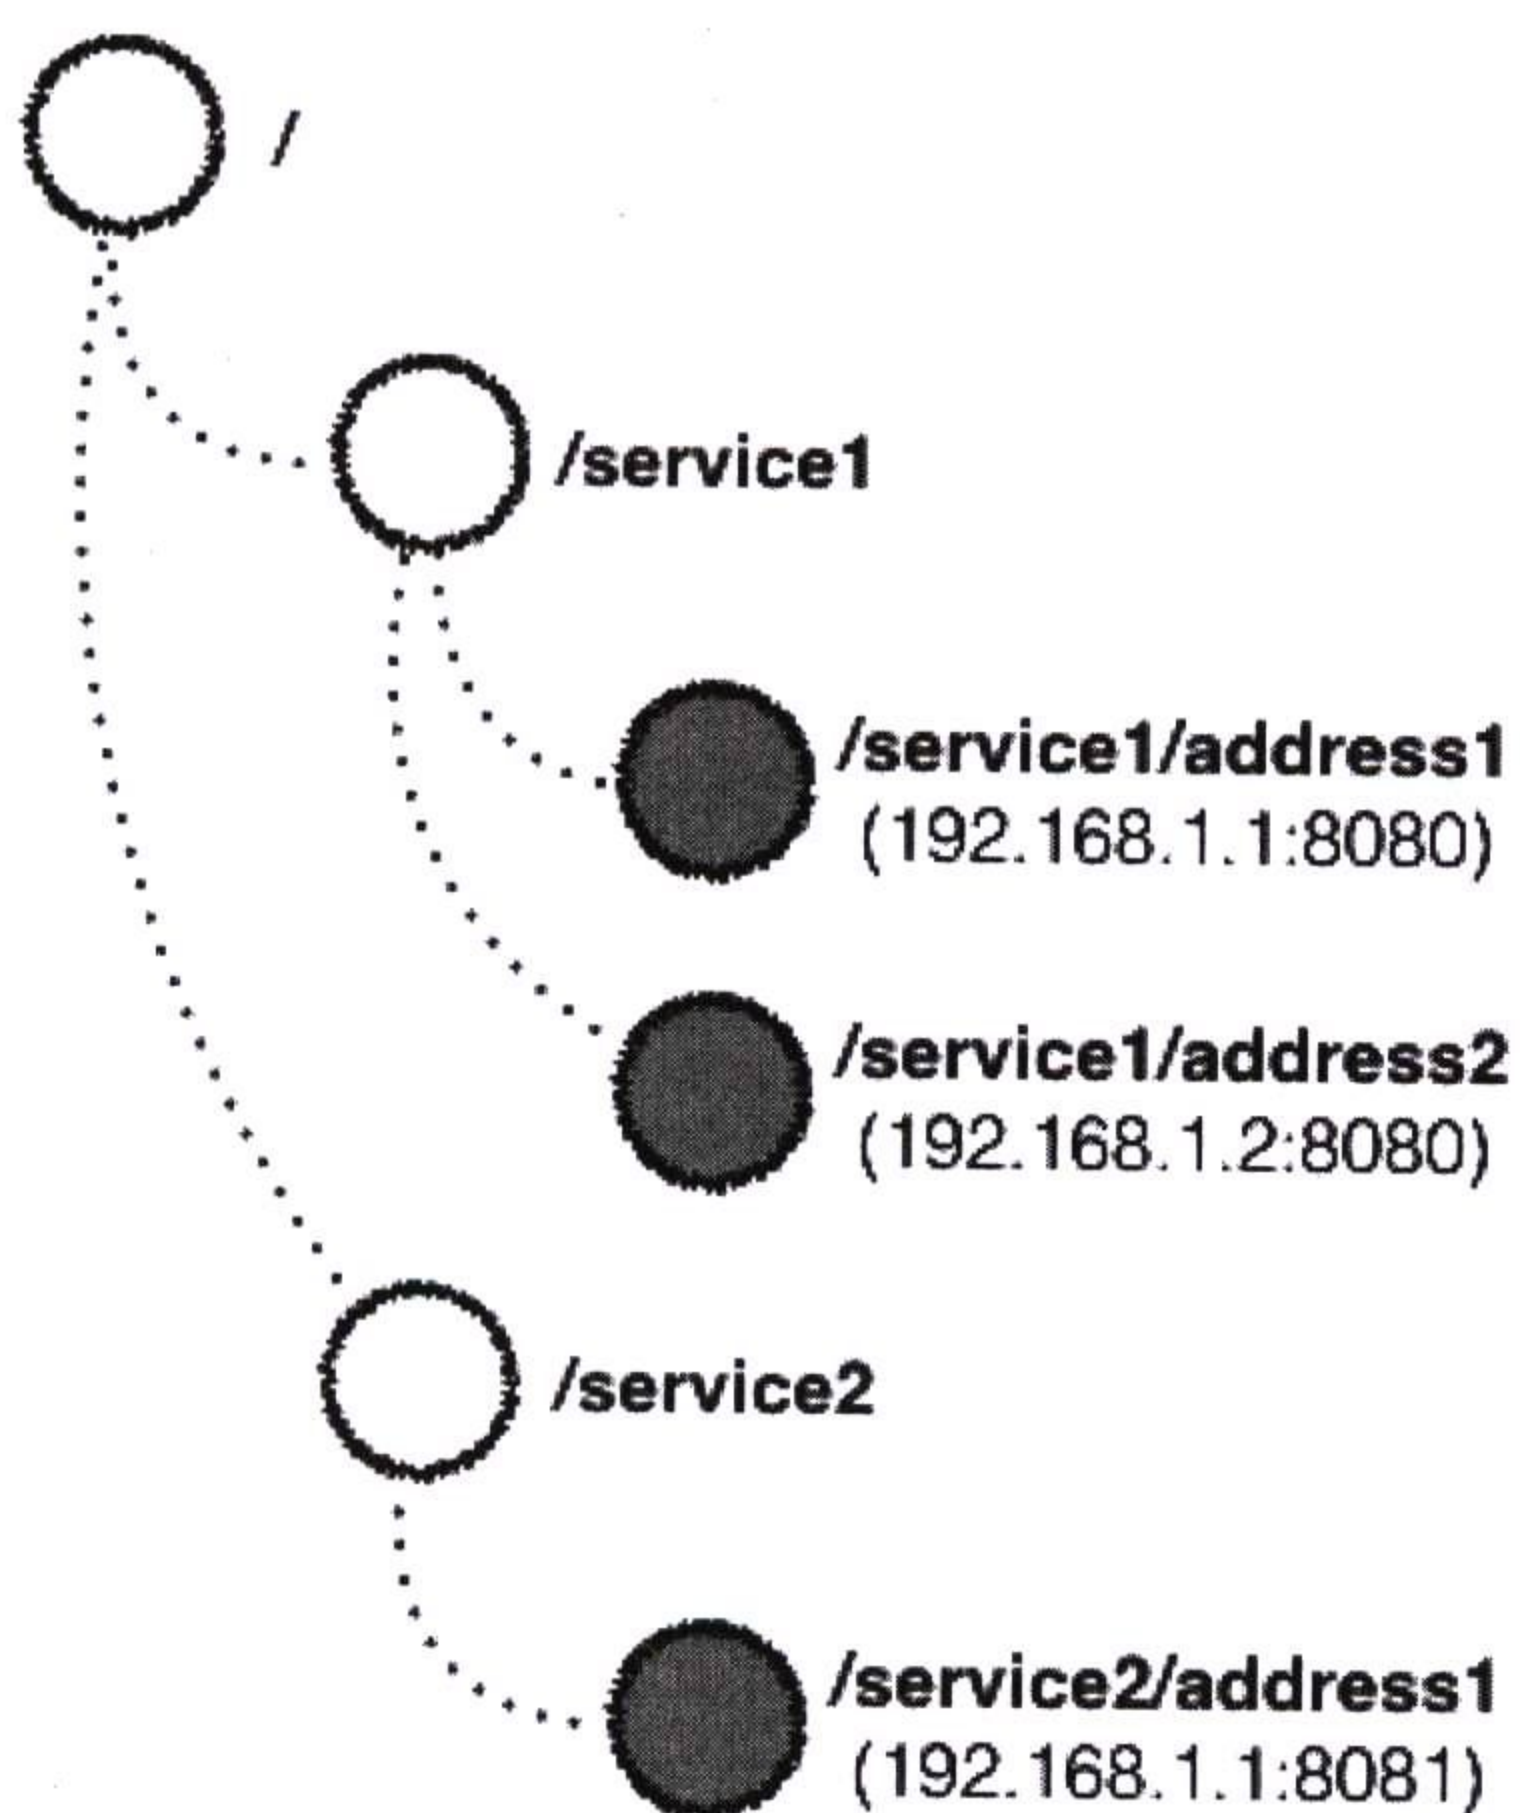 /
/service1
/service1/address1
(192.168.1.1:8080)
/service1/address2
(192.168.1.2:8080)
/service2
/service2/address1
(192.168.1.1:8081)